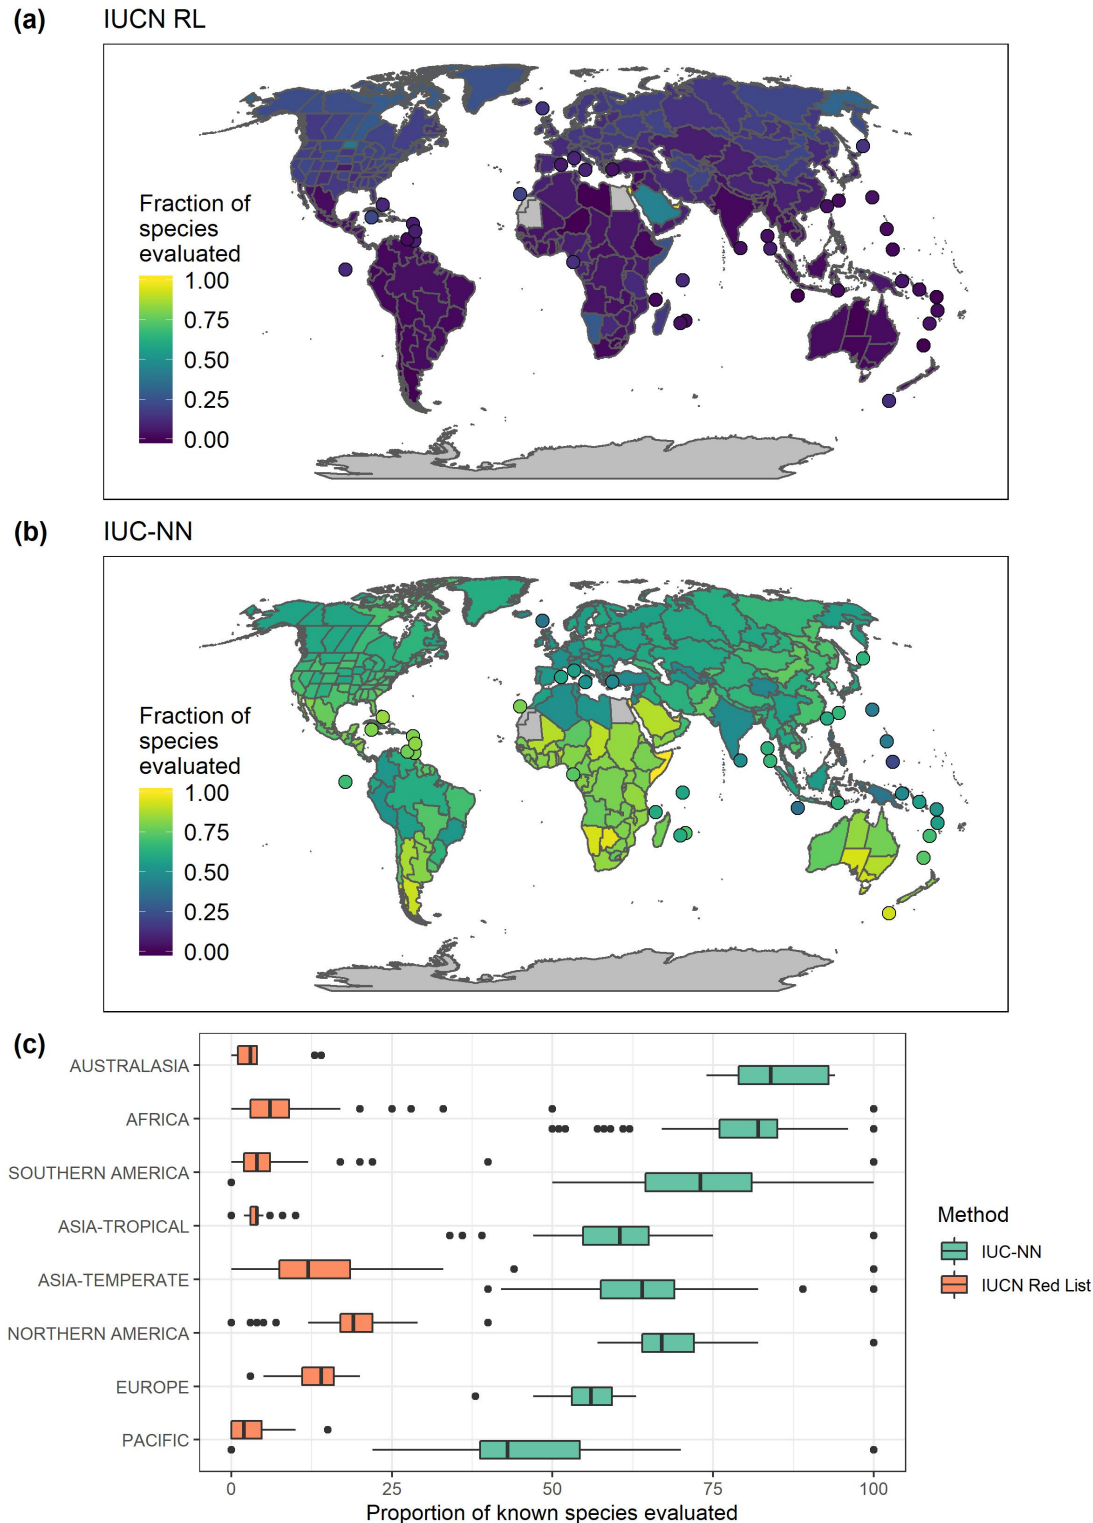 (a) IUCN RL
Fraction of
species
evaluated
1.00
0.75
0.50
0.25
0.00
(b) IUC-NN
Fraction of
species
evaluated
1.00
0.75
0.50
0.25
0.00
(c)
AUSTRALASIA
AFRICA
SOUTHERN AMERICA
ASIA-TROPICAL
ASIA-TEMPERATE
NORTHERN AMERICA
EUROPE
PACIFIC
0 25 50 75 100
Proportion of known species evaluated
Method
IUC-NN
IUCN Red List